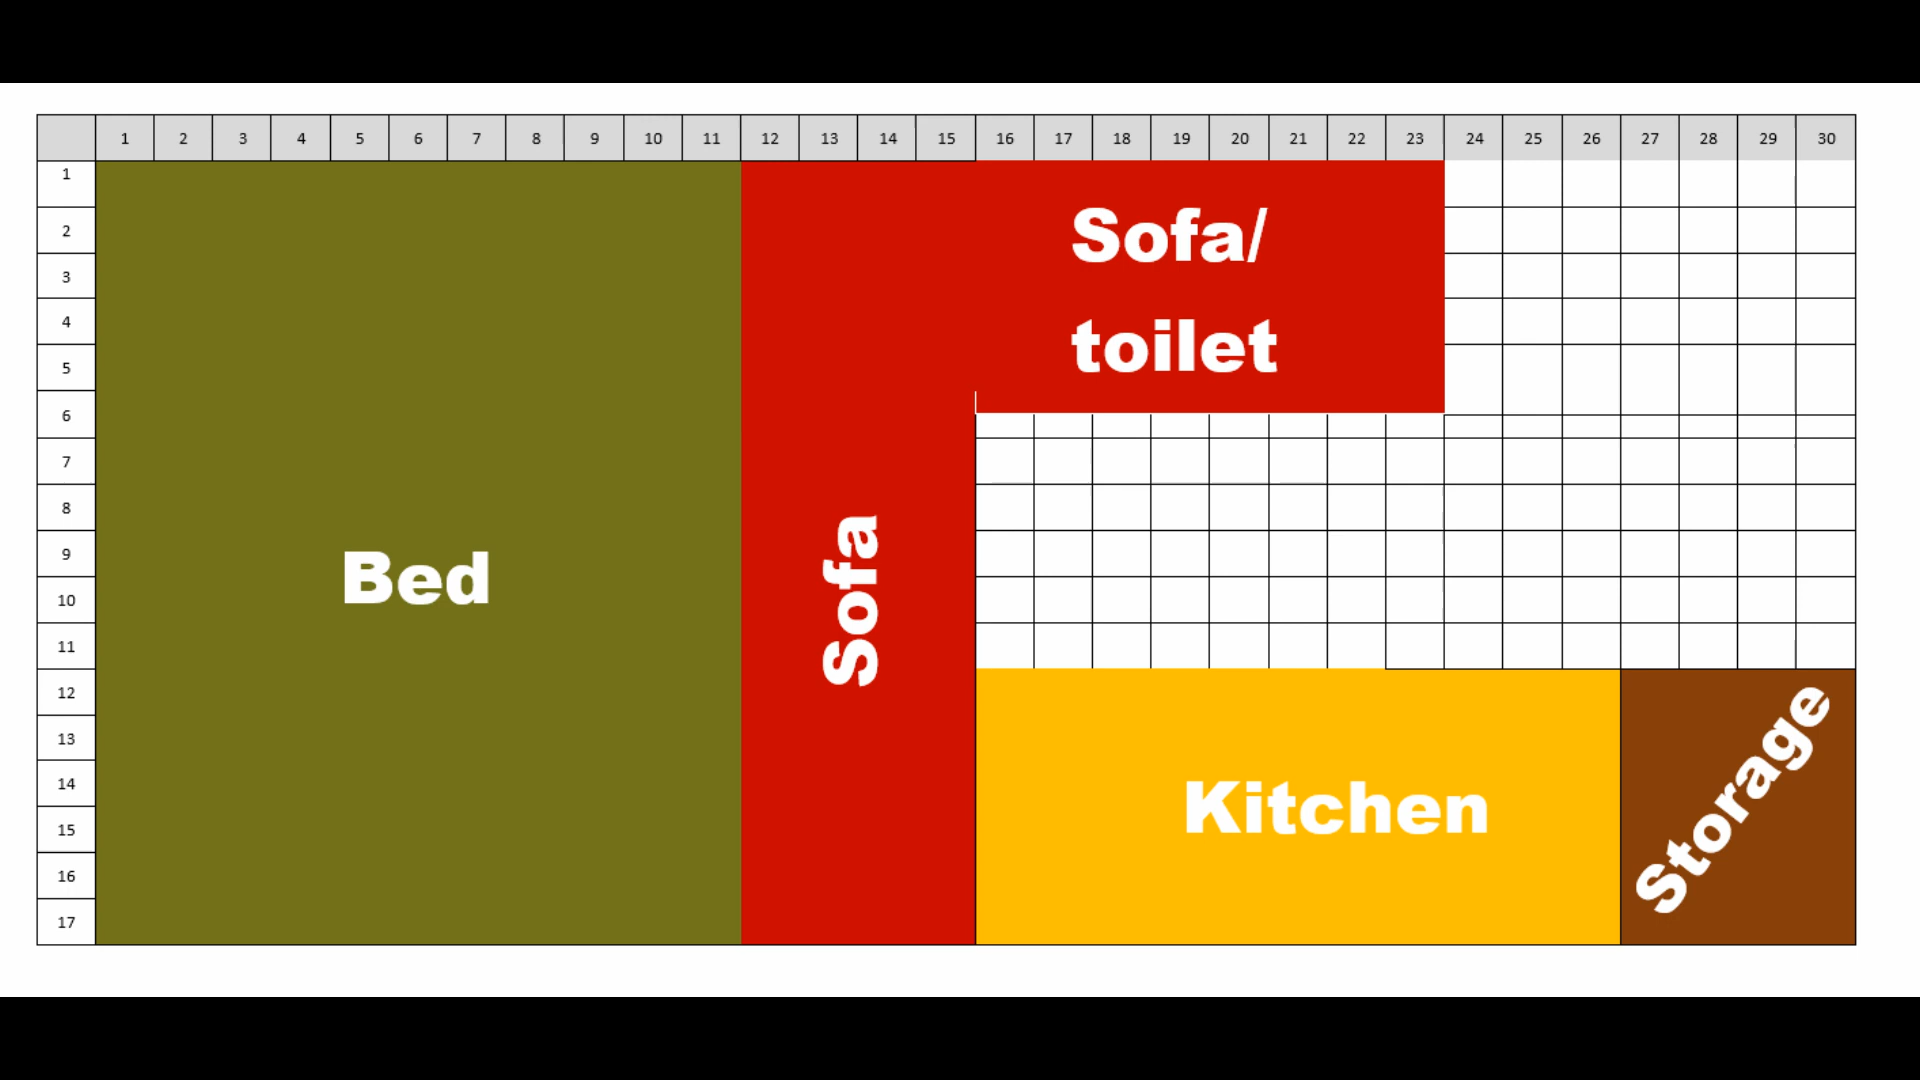 1 2 3 4 5 6 7 8 9 10 11 12 13 14 15 16 17 18 19 20 21 22 23 24 25 26 27 28 29 30
1
2
3
4
5
6
7
8
9
10
11
12
13
14
15
16
17
Sofa/
toilet
Bed
Sofa
Kitchen
Storage